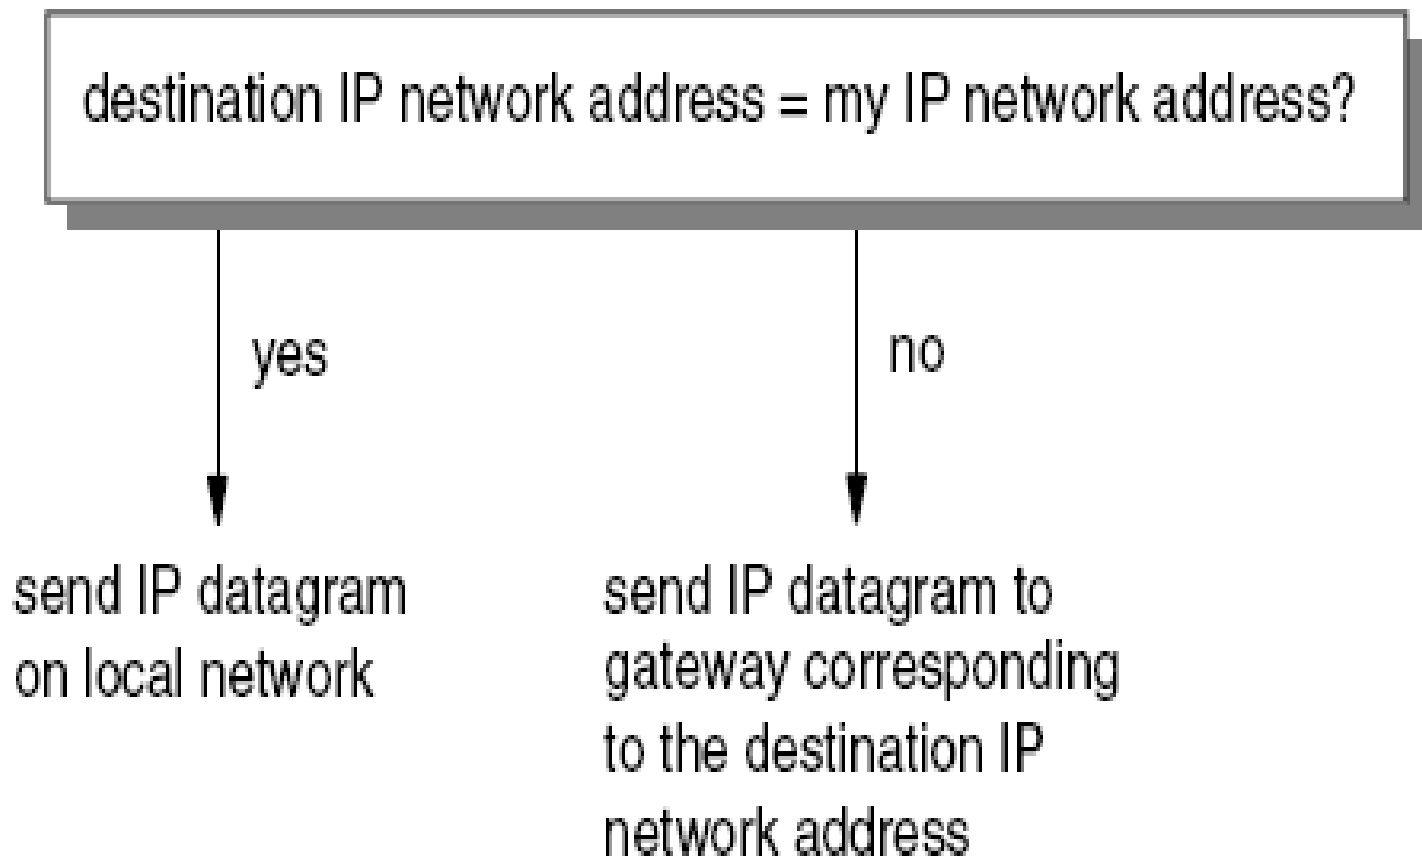 destination IP network address = my IP network address?
yes
no
send IP datagram
on local network
send IP datagram to
gateway corresponding
to the destination IP
network address